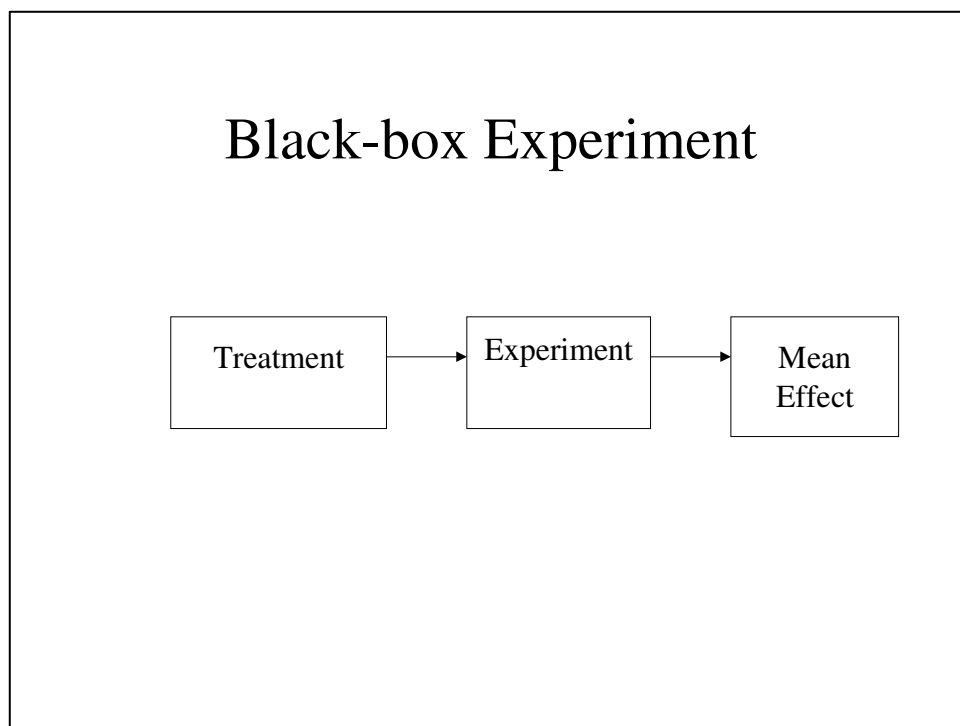 Black-box Experiment
Treatment
Experiment
Mean
Effect